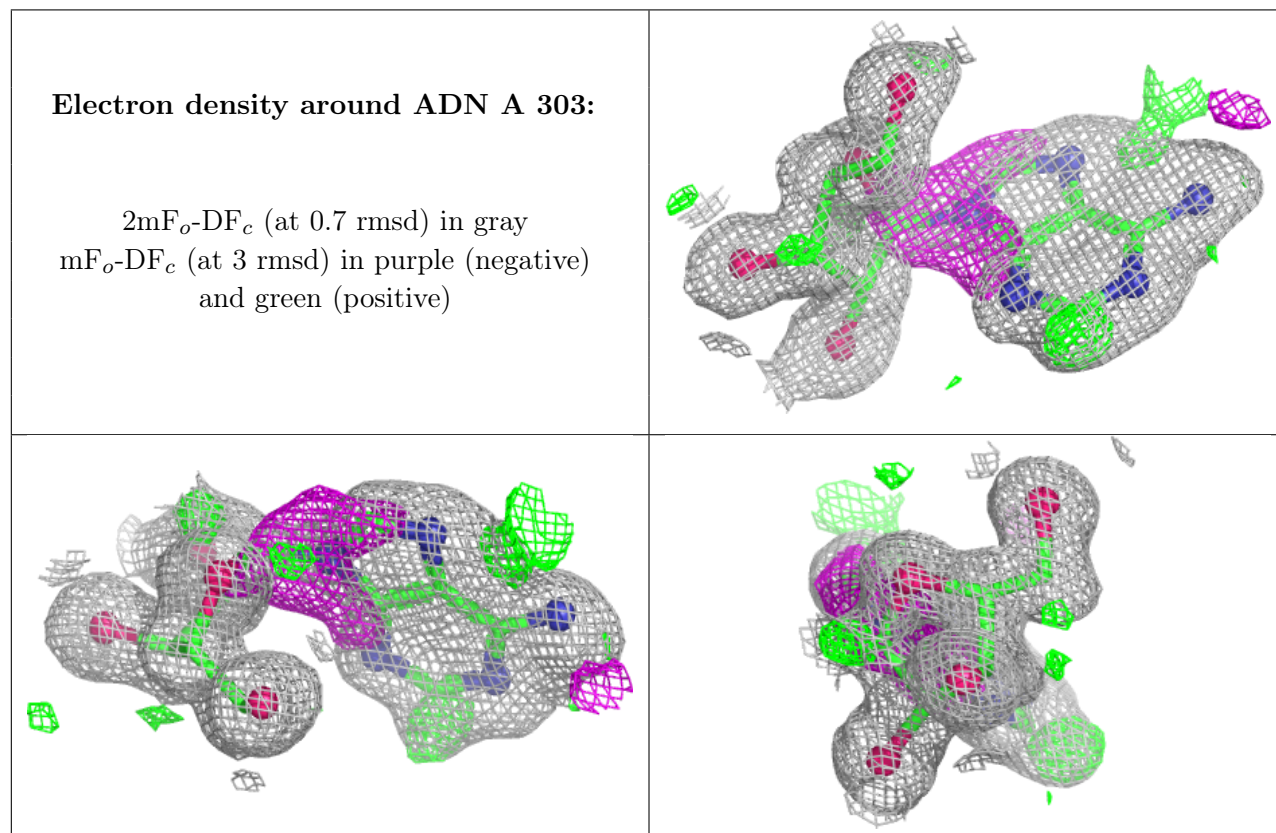 Electron density around ADN A 303:
2mFo-DFc (at 0.7 rmsd) in gray
mFo-DFc (at 3 rmsd) in purple (negative)
and green (positive)